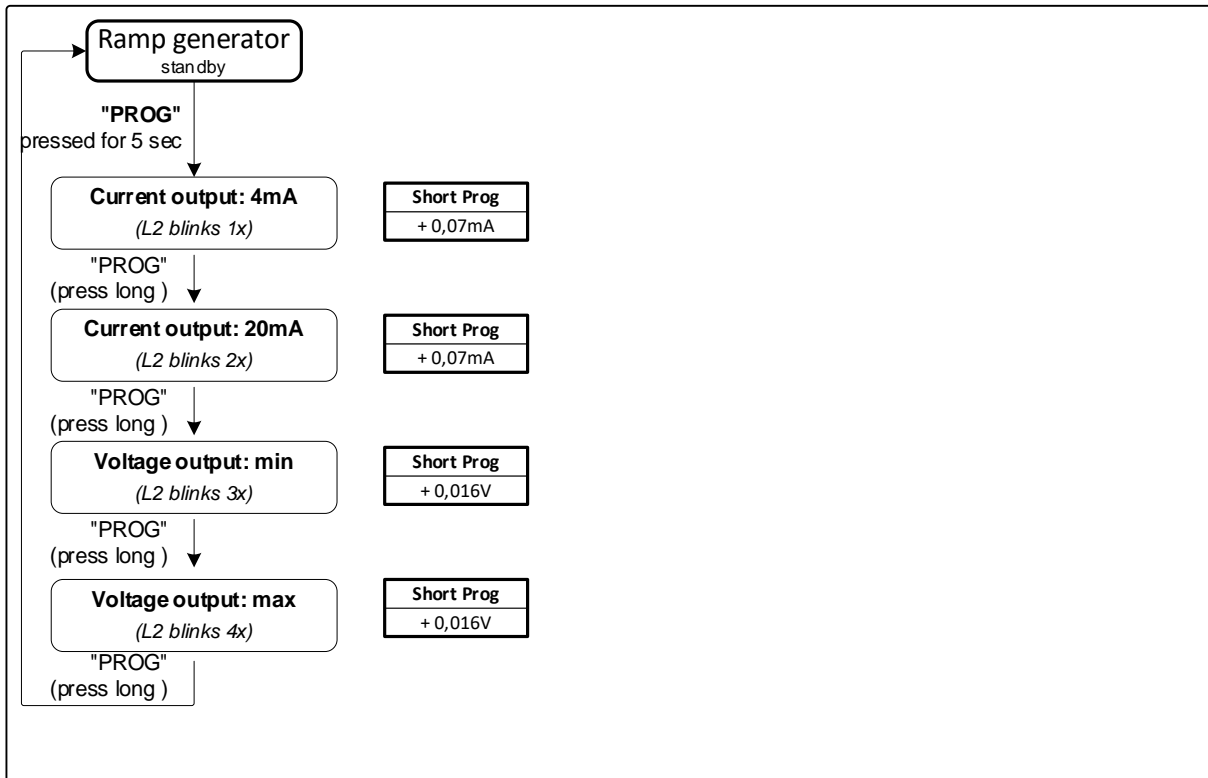 Ramp generator
standby
"PROG"
pressed for 5 sec
Current output: 4mA
(L2 blinks 1x)
Short Prog
+ 0,07mA
"PROG"
(press long )
Current output: 20mA
(L2 blinks 2x)
Short Prog
+ 0,07mA
"PROG"
(press long )
Voltage output: min
(L2 blinks 3x)
Short Prog
+ 0,016V
"PROG"
(press long )
Voltage output: max
(L2 blinks 4x)
Short Prog
+ 0,016V
"PROG"
(press long )